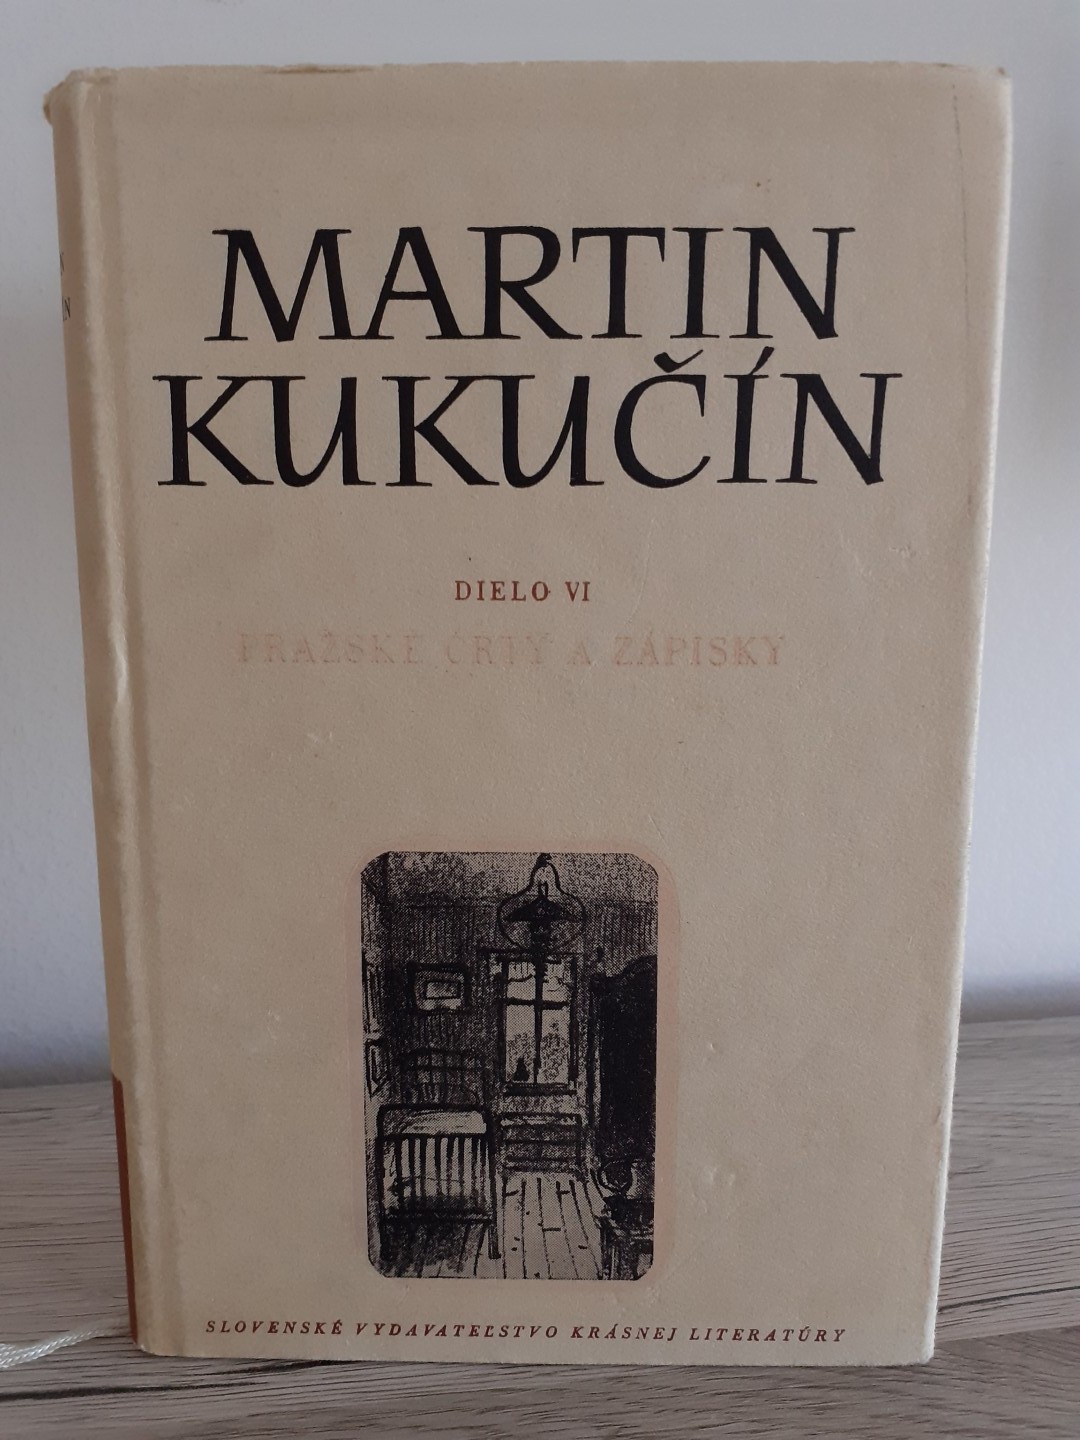 MARTIN
KUKUČÍN
DIELO VI
PRAŽSKÉ ČRTY A ZÁPISKY
SLOVENSKÉ VYDAVATEĽSTVO KRÁSNEJ LITERATÚRY